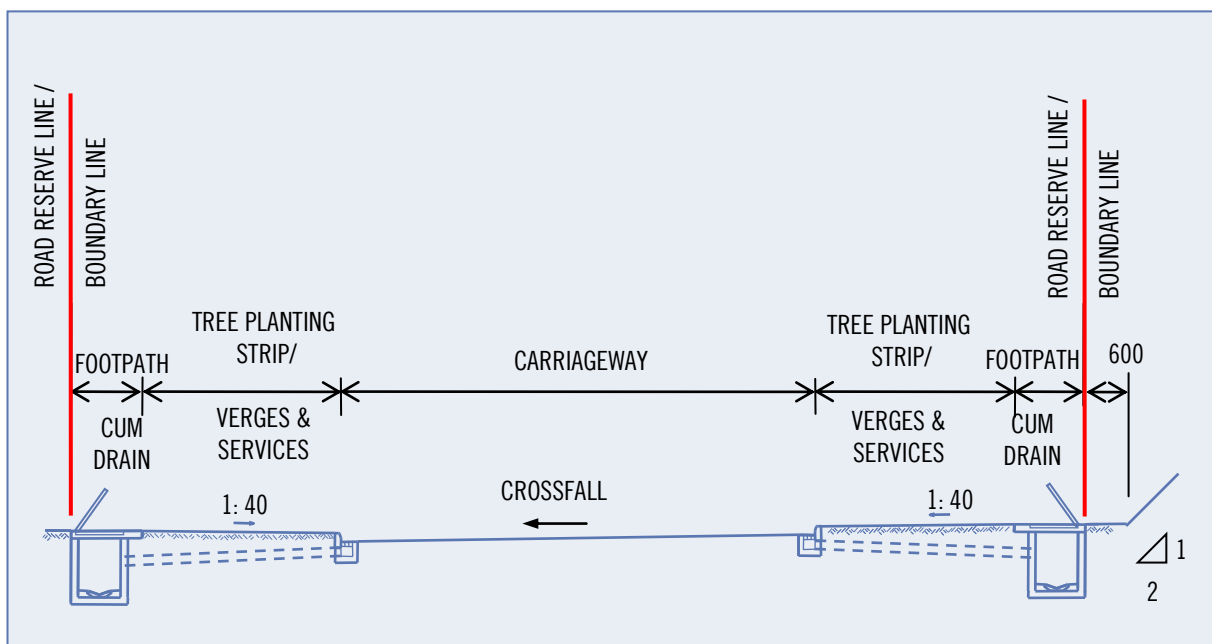 ROAD RESERVE LINE /
BOUNDARY LINE
ROAD RESERVE LINE /
BOUNDARY LINE
FOOTPATH
CUM
DRAIN
TREE PLANTING
STRIP/
VERGES &
SERVICES
CARRIAGEWAY
TREE PLANTING
STRIP/
VERGES &
SERVICES
FOOTPATH
CUM
DRAIN
600
1: 40
CROSSFALL
1: 40
1
2